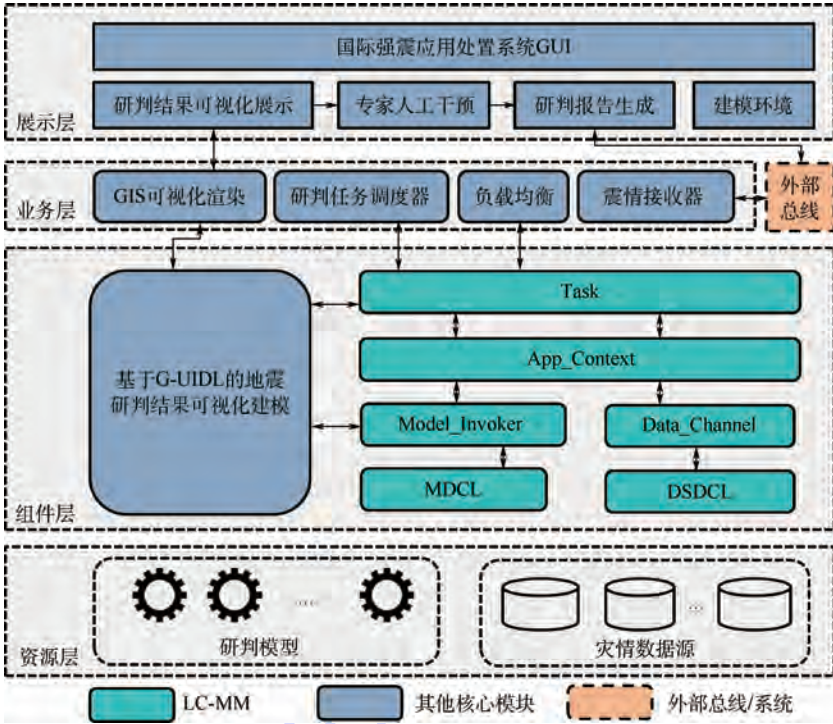 国际强震应用处置系统GUI
研判结果可视化展示
专家人工干预
研判报告生成
建模环境
展示层
GIS可视化渲染
研判任务调度器
负载均衡
震情接收器
外部
总线
业务层
Task
App_Context
基于G-UIDL的地震
研判结果可视化建模
Model_Invoker
Data_Channel
MDCL
DSDCL
组件层
......
...
研判模型
灾情数据源
资源层
LC-MM
其他核心模块
外部总线/系统